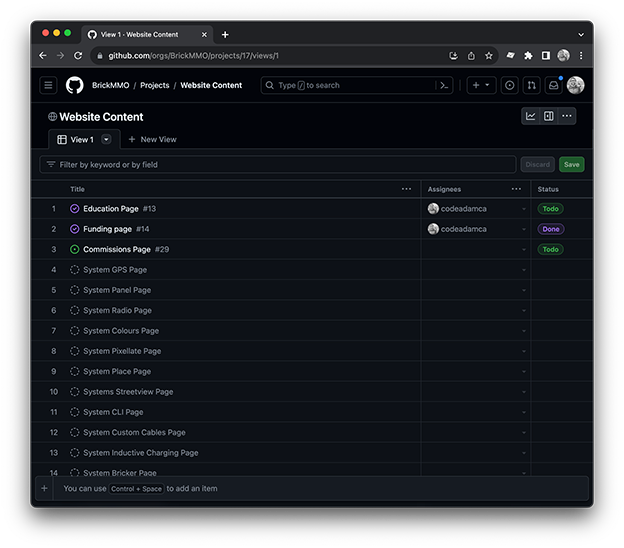 View 1 - Website Content
github.com/orgs/BrickMMO/projects/17/views/1
BrickMMO / Projects / Website Content
Type / to search
Website Content
View 1
New View
Filter by keyword or by field
Discard
Save
Title
Assignees
Status
1 Education Page #13 codeadamca Todo
2 Funding page #14 codeadamca Done
3 Commissions Page #29 Todo
4 System GPS Page
5 System Panel Page
6 System Radio Page
7 System Colours Page
8 System Pixellate Page
9 System Place Page
10 Systems Streetview Page
11 System CLI Page
12 System Custom Cables Page
13 System Inductive Charging Page
14 System Bricker Page
You can use Control + Space to add an item